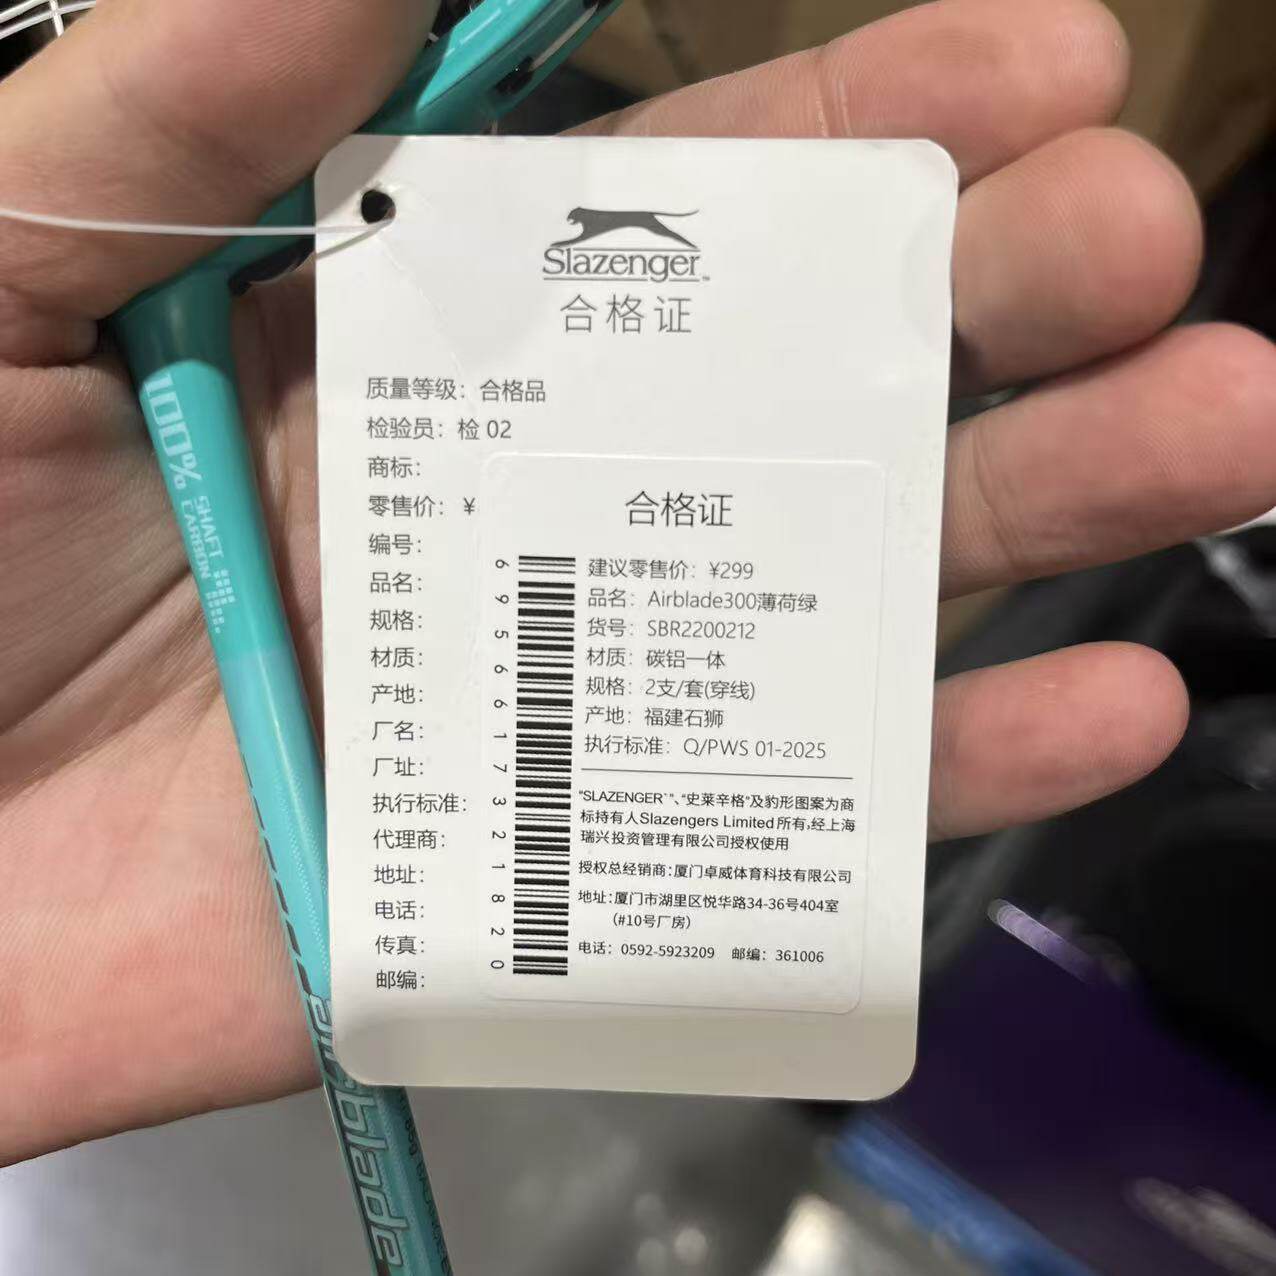 Slazenger™
合格证
质量等级：合格品
检验员：检 02
商标：
零售价：¥
编号：
品名：
规格：
材质：
产地：
厂名：
厂址：
执行标准：
代理商：
地址：
电话：
传真：
邮编：
合格证
建议零售价：¥299
品名：Airblade300薄荷绿
货号：SBR2200212
材质：碳铝一体
规格：2支/套(穿线)
产地：福建石狮
执行标准：Q/PWS 01-2025
"SLAZENGER"、"史莱辛格"及豹形图案为商
标持有人Slazengers Limited所有,经上海
瑞兴投资管理有限公司授权使用
授权总经销商:厦门卓威体育科技有限公司
地址:厦门市湖里区悦华路34-36号404室
(#10号厂房)
电话：0592-5923209 邮编：361006
6956617321820
100% SHAFT
CARBON
airblade